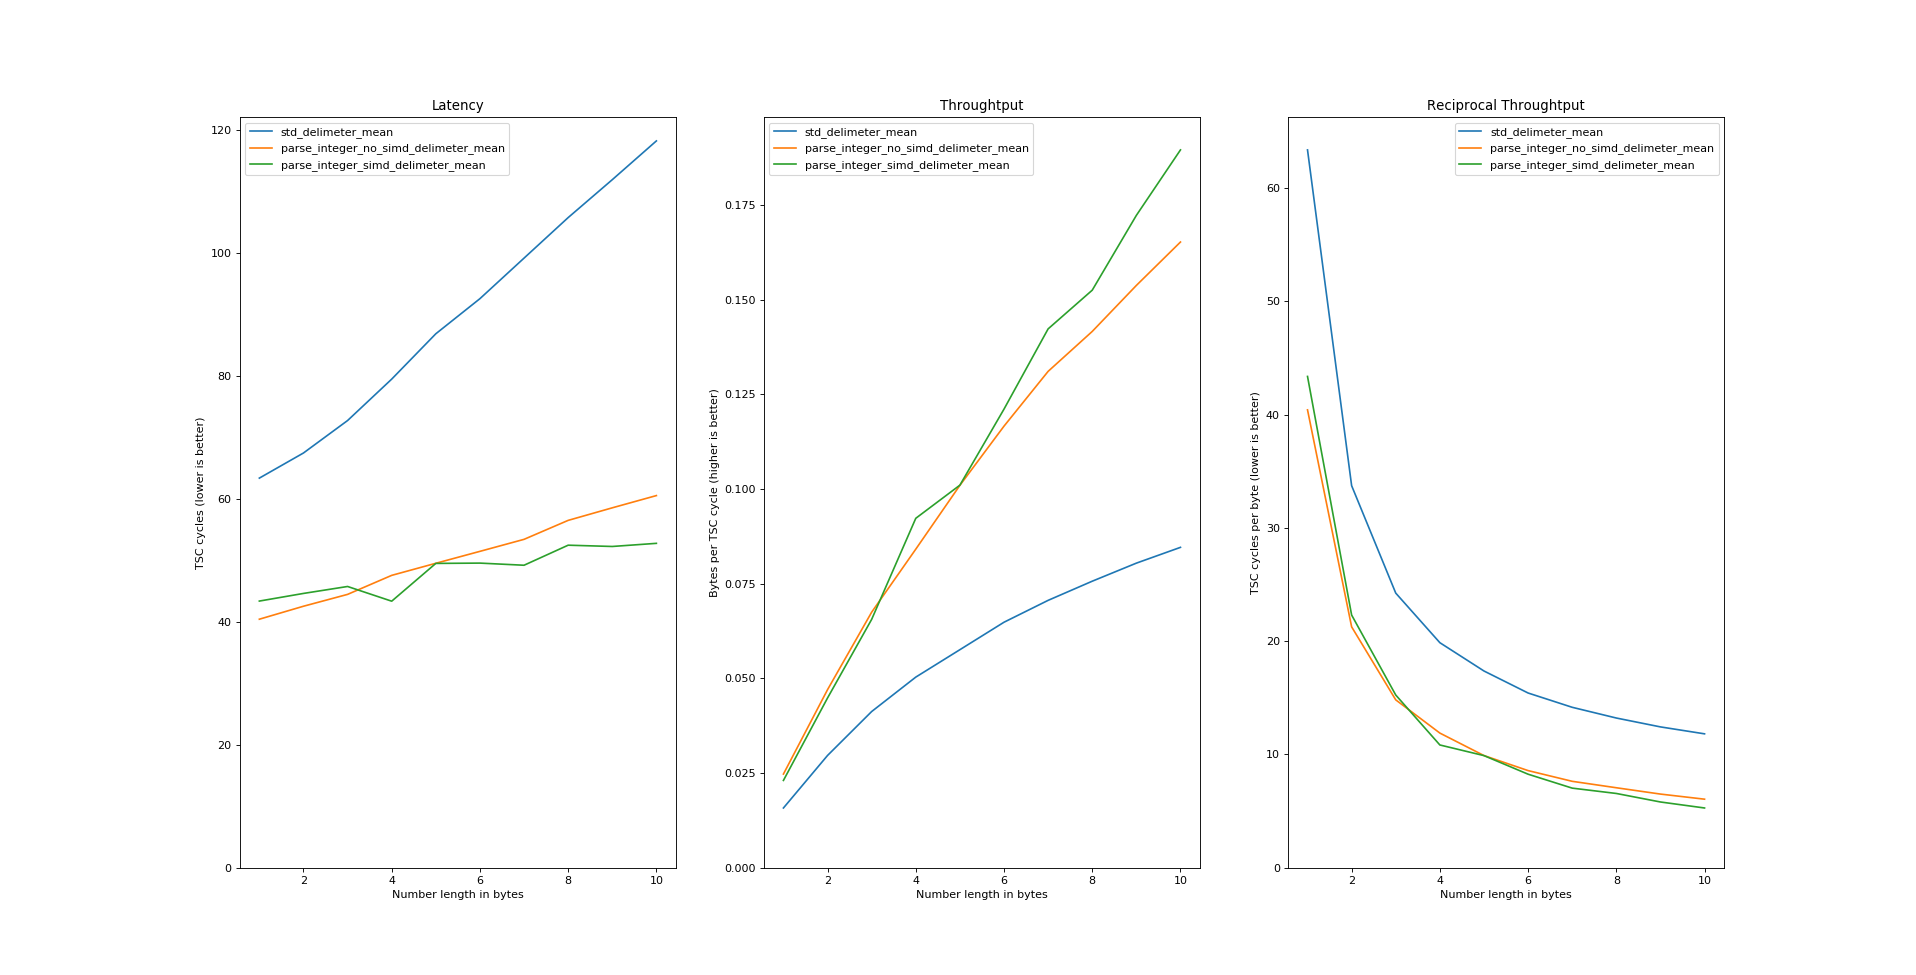 Latency
std_delimeter_mean
parse_integer_no_simd_delimeter_mean
parse_integer_simd_delimeter_mean
TSC cycles (lower is better)
120
100
80
60
40
20
0
2 4 6 8 10
Number length in bytes
Throughtput
std_delimeter_mean
parse_integer_no_simd_delimeter_mean
parse_integer_simd_delimeter_mean
Bytes per TSC cycle (higher is better)
0.175
0.150
0.125
0.100
0.075
0.050
0.025
0.000
2 4 6 8 10
Number length in bytes
Reciprocal Throughtput
std_delimeter_mean
parse_integer_no_simd_delimeter_mean
parse_integer_simd_delimeter_mean
TSC cycles per byte (lower is better)
60
50
40
30
20
10
0
2 4 6 8 10
Number length in bytes